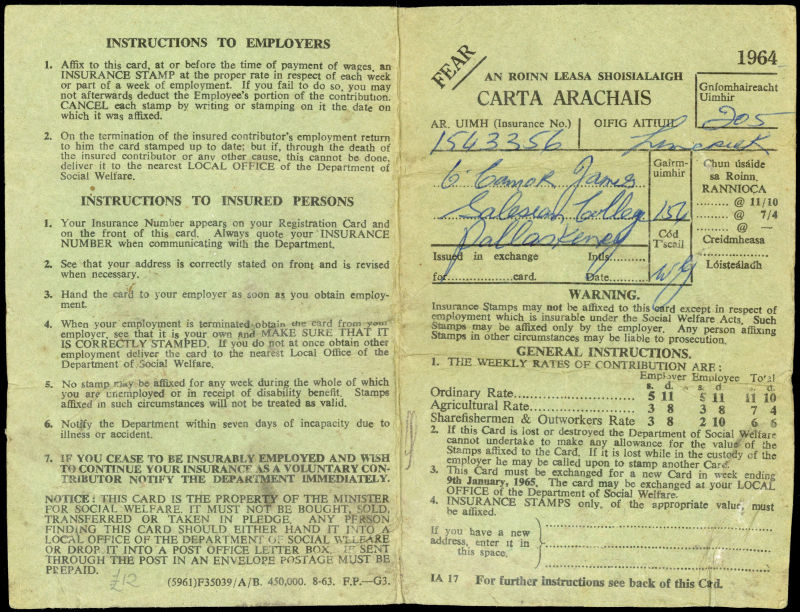 INSTRUCTIONS TO EMPLOYERS
1. Affix to this card, at or before the time of payment of wages, an
INSURANCE STAMP at the proper rate in respect of each week
or part of a week of employment. If you fail to do so, you may
not afterwards deduct the Employee's portion of the contribution.
CANCEL each stamp by writing or stamping on it the date on
which it was affixed.
2. On the termination of the insured contributor's employment return
to him the card stamped up to date; but if, through the death of
the insured contributor or any other cause, this cannot be done,
deliver it to the nearest LOCAL OFFICE of the Department of
Social Welfare.
INSTRUCTIONS TO INSURED PERSONS
1. Your Insurance Number appears on your Registration Card and
on the front of this card. Always quote your INSURANCE
NUMBER when communicating with the Department.
2. See that your address is correctly stated on front and is revised
when necessary.
3. Hand the card to your employer as soon as you obtain employ-
ment.
4. When your employment is terminated obtain the card from your
employer, see that it is your own and MAKE SURE THAT IT
IS CORRECTLY STAMPED. If you do not at once obtain other
employment deliver the card to the nearest Local Office of the
Department of Social Welfare.
5. No stamp may be affixed for any week during the whole of which
you are unemployed or in receipt of disability benefit. Stamps
affixed in such circumstances will not be treated as valid.
6. Notify the Department within seven days of incapacity due to
illness or accident.
7. IF YOU CEASE TO BE INSURABLY EMPLOYED AND WISH
TO CONTINUE YOUR INSURANCE AS A VOLUNTARY CON-
TRIBUTOR NOTIFY THE DEPARTMENT IMMEDIATELY.
NOTICE: THIS CARD IS THE PROPERTY OF THE MINISTER
FOR SOCIAL WELFARE. IT MUST NOT BE BOUGHT, SOLD,
TRANSFERRED OR TAKEN IN PLEDGE. ANY PERSON
FINDING THIS CARD SHOULD EITHER HAND IT INTO A
LOCAL OFFICE OF THE DEPARTMENT OF SOCIAL WELFARE
OR DROP IT INTO A POST OFFICE LETTER BOX. IF SENT
THROUGH THE POST IN AN ENVELOPE POSTAGE MUST BE
PREPAID.
£12
(5961)F35039/A/B. 450,000. 8-63. F.P.—G3.
FEAR
1964
AN ROINN LEASA SHOISIALAIGH
CARTA ARACHAIS
Gníomhaireacht
Uimhir
205
AR. UIMH (Insurance No.)
OIFIG AITIUIL
1543356
Limerick
O'Connor James
Salesian College
Pallaskenry
Gairm-
uimhir
154
Cód
T'scail
Wg
Chun úsáide
sa Roinn.
RANNIOCA
...... @ 11/10
...... @ 7/4
...... @ —
Creidmheasa
Lóisteáladh
Issued in exchange Intls.
for...............card. Date..........
WARNING.
Insurance Stamps may not be affixed to this card except in respect of
employment which is insurable under the Social Welfare Acts. Such
Stamps may be affixed only by the employer. Any person affixing
Stamps in other circumstances may be liable to prosecution.
GENERAL INSTRUCTIONS.
1. THE WEEKLY RATES OF CONTRIBUTION ARE:
Employer Employee Total
s. d. s. d. s. d.
Ordinary Rate.................... 5 11 5 11 11 10
Agricultural Rate................ 3 8 3 8 7 4
Sharefishermen & Outworkers Rate 3 8 2 10 6 6
2. If this Card is lost or destroyed the Department of Social Welfare
cannot undertake to make any allowance for the value of the
Stamps affixed to the Card. If it is lost while in the custody of the
employer he may be called upon to stamp another Card.
3. This Card must be exchanged for a new Card in week ending
9th January, 1965. The card may be exchanged at your LOCAL
OFFICE of the Department of Social Welfare.
4. INSURANCE STAMPS only, of the appropriate value, must
be affixed.
If you have a new
address, enter it in
this space.
IA 17 For further instructions see back of this Cad.